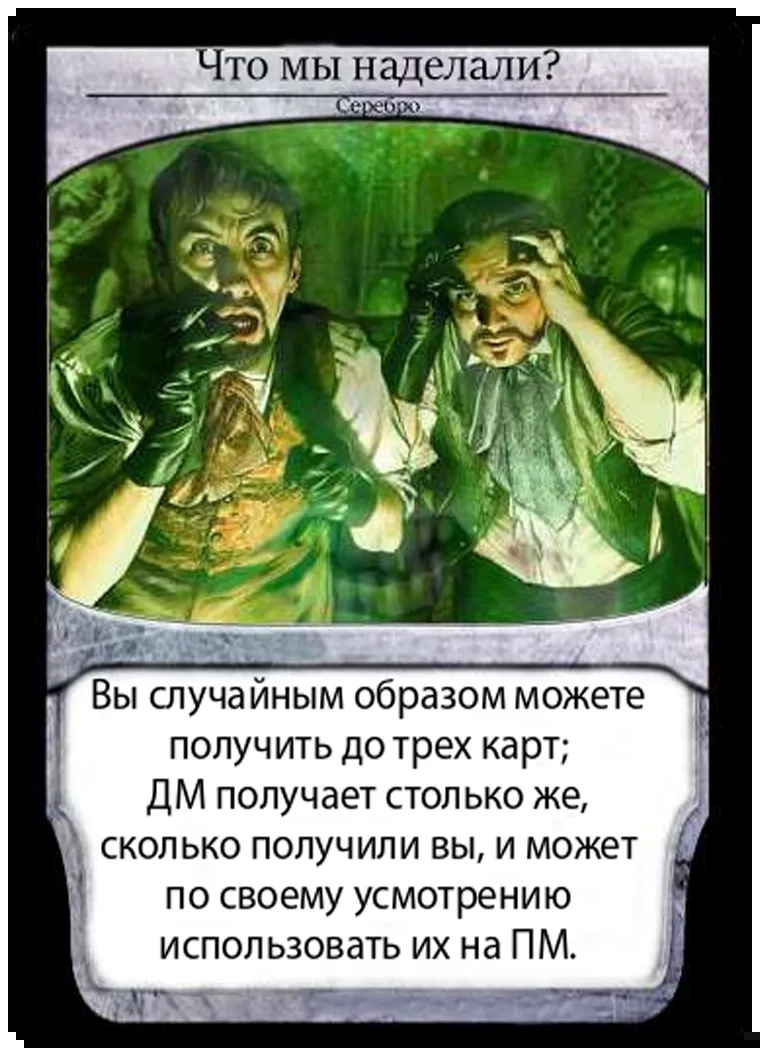 Что мы наделали?
Серебро
Вы случайным образом можете
получить до трех карт;
ДМ получает столько же,
сколько получили вы, и может
по своему усмотрению
использовать их на ПМ.